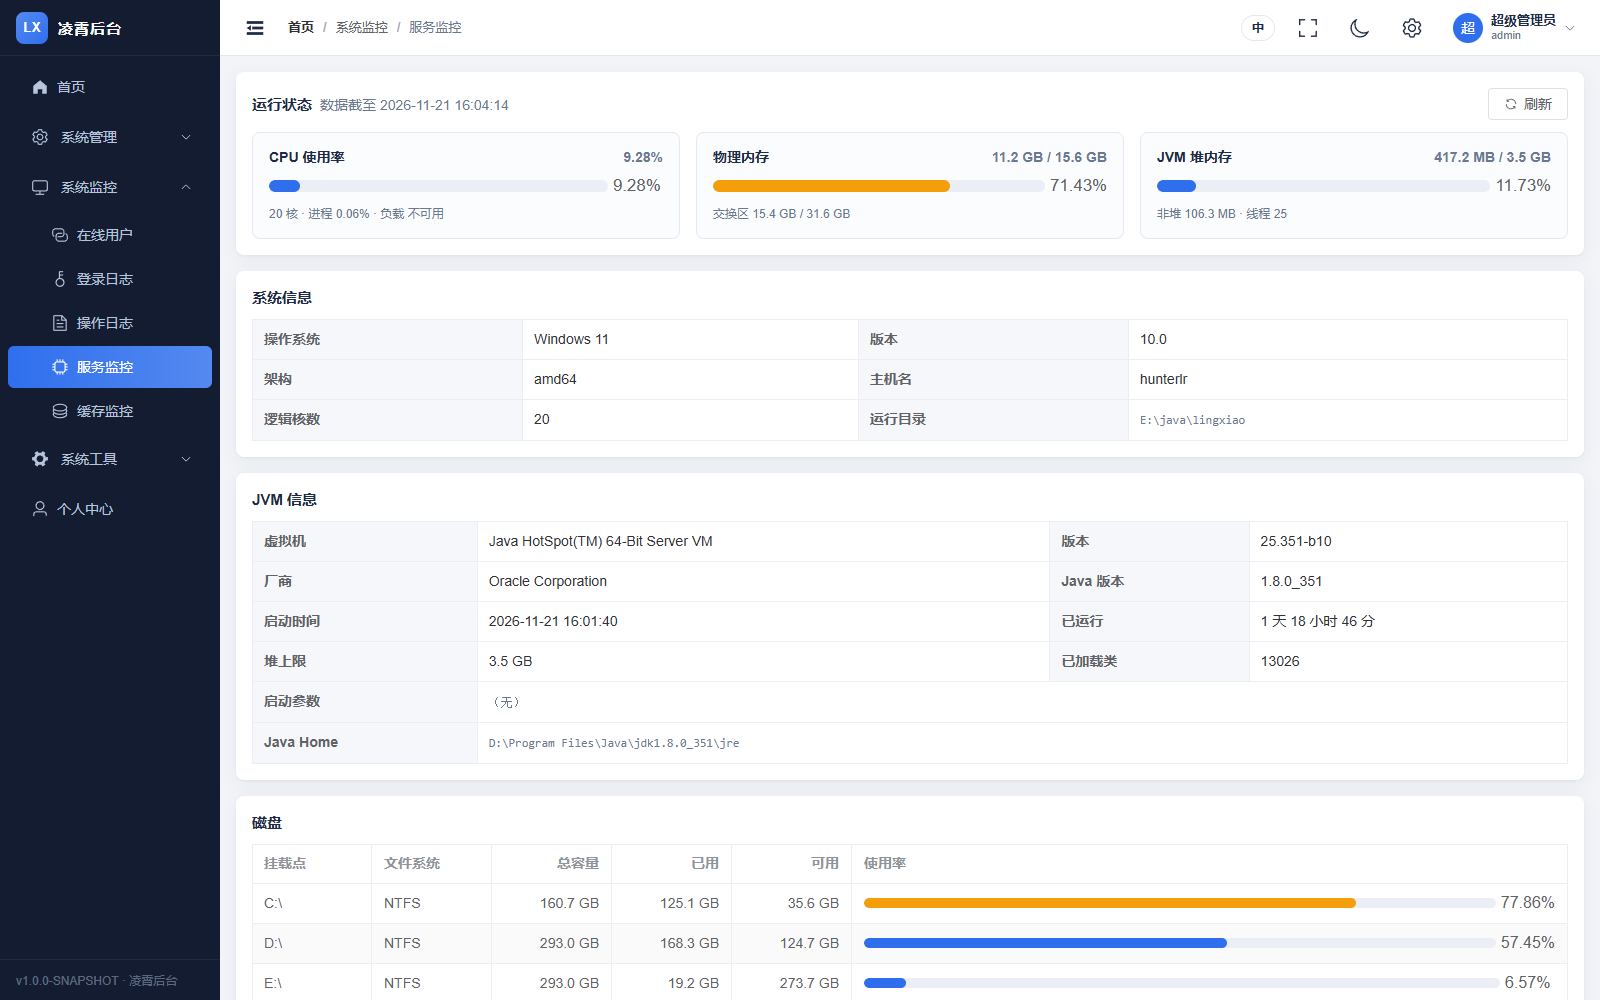 LX 凌霄后台
首页 / 系统监控 / 服务监控
中
超
超级管理员
admin
首页
系统管理
系统监控
在线用户
登录日志
操作日志
服务监控
缓存监控
系统工具
个人中心
v1.0.0-SNAPSHOT · 凌霄后台
运行状态 数据截至 2026-11-21 16:04:14
刷新
CPU 使用率 9.28%
9.28%
20 核 · 进程 0.06% · 负载 不可用
物理内存 11.2 GB / 15.6 GB
71.43%
交换区 15.4 GB / 31.6 GB
JVM 堆内存 417.2 MB / 3.5 GB
11.73%
非堆 106.3 MB · 线程 25
系统信息
操作系统 Windows 11 版本 10.0
架构 amd64 主机名 hunterlr
逻辑核数 20 运行目录 E:\java\lingxiao
JVM 信息
虚拟机 Java HotSpot(TM) 64-Bit Server VM 版本 25.351-b10
厂商 Oracle Corporation Java 版本 1.8.0_351
启动时间 2026-11-21 16:01:40 已运行 1 天 18 小时 46 分
堆上限 3.5 GB 已加载类 13026
启动参数 （无）
Java Home D:\Program Files\Java\jdk1.8.0_351\jre
磁盘
挂载点 文件系统 总容量 已用 可用 使用率
C:\ NTFS 160.7 GB 125.1 GB 35.6 GB 77.86%
D:\ NTFS 293.0 GB 168.3 GB 124.7 GB 57.45%
E:\ NTFS 293.0 GB 19.2 GB 273.7 GB 6.57%